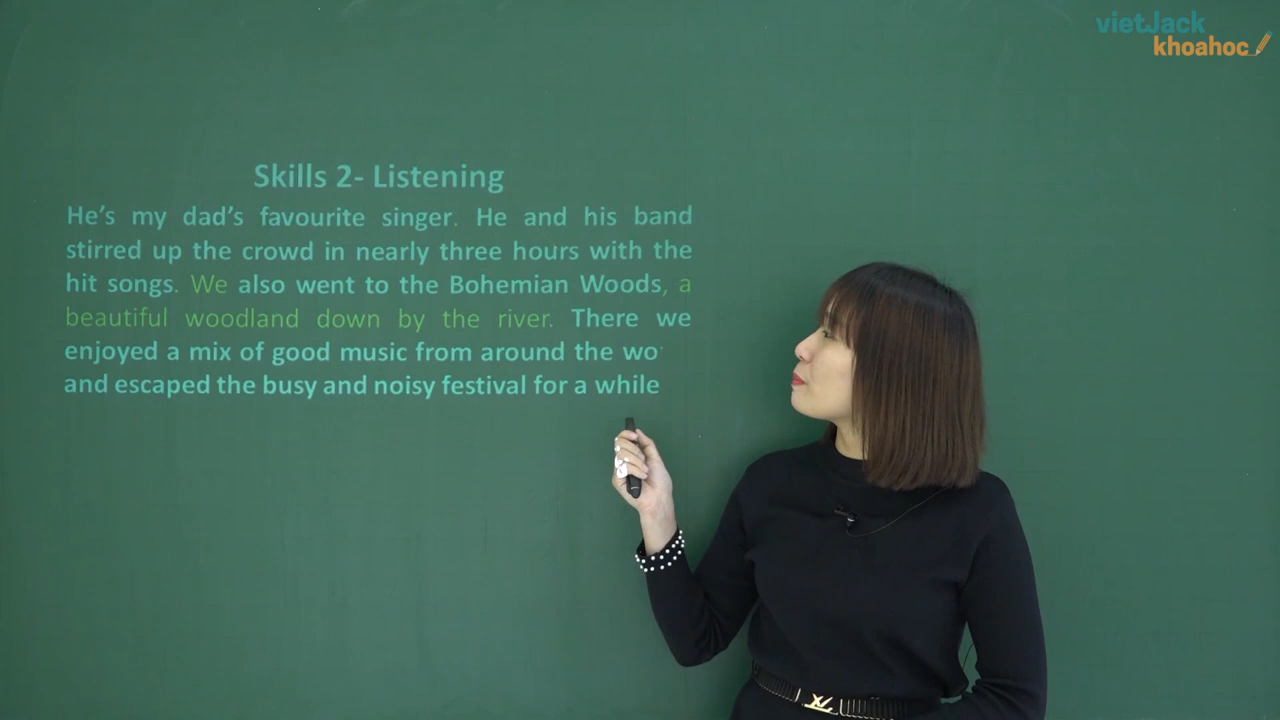 vietJack
khoahoc
Skills 2- Listening
He's my dad's favourite singer. He and his band
stirred up the crowd in nearly three hours with the
hit songs. We also went to the Bohemian Woods, a
beautiful woodland down by the river. There we
enjoyed a mix of good music from around the
and escaped the busy and noisy festival for a while